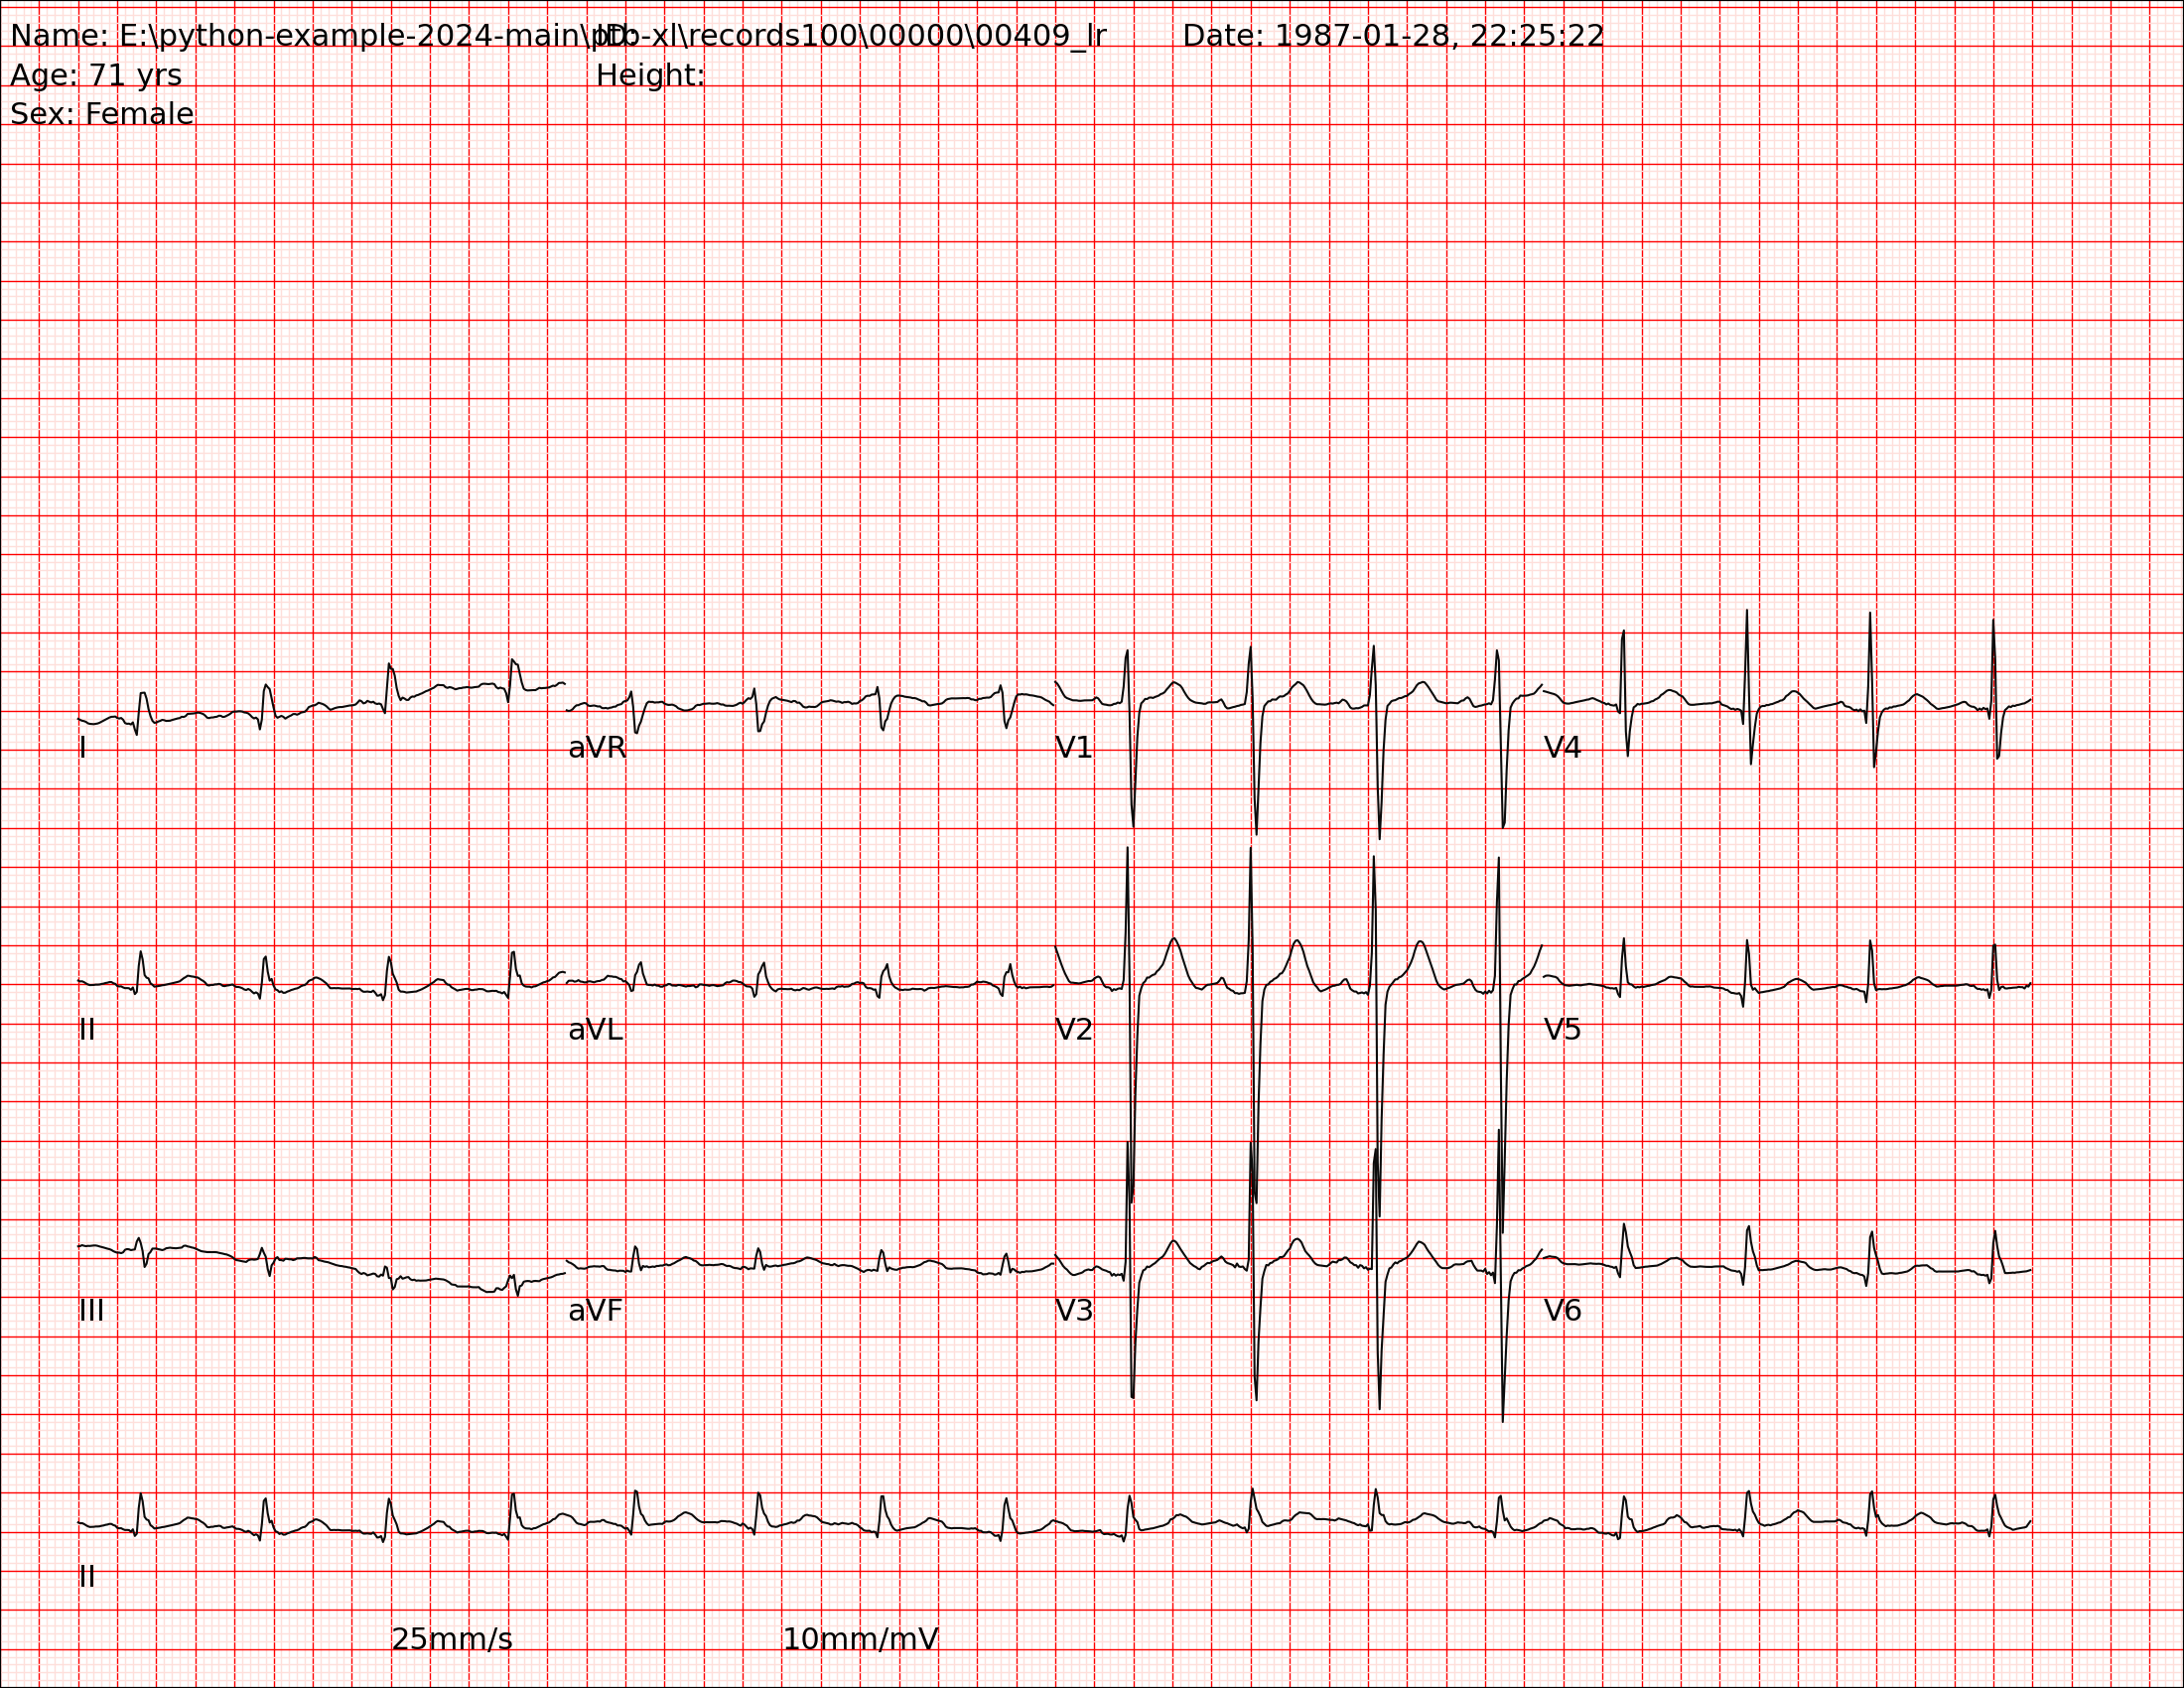 Name: E:\python-example-2024-main\ptb-xl\records100\00000\00409_lr ID: Date: 1987-01-28, 22:25:22
Age: 71 yrs Height:
Sex: Female
I aVR V1 V4
II aVL V2 V5
III aVF V3 V6
II
25mm/s 10mm/mV